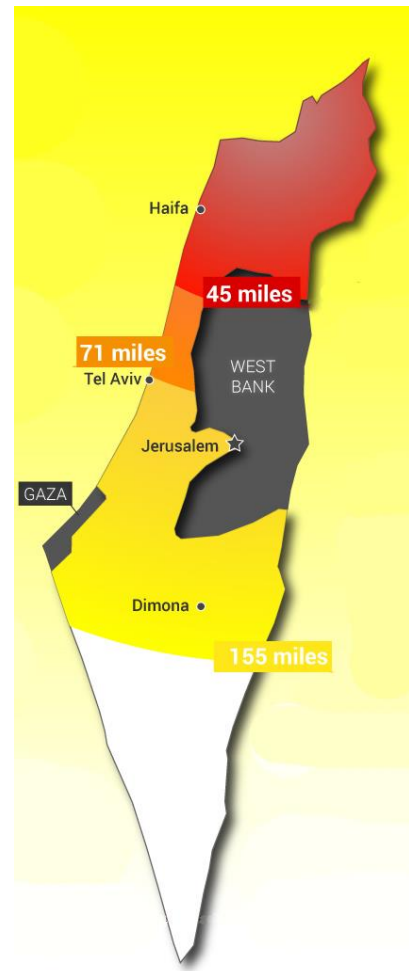 Haifa
45 miles
71 miles
WEST
BANK
Tel Aviv
Jerusalem
GAZA
Dimona
155 miles